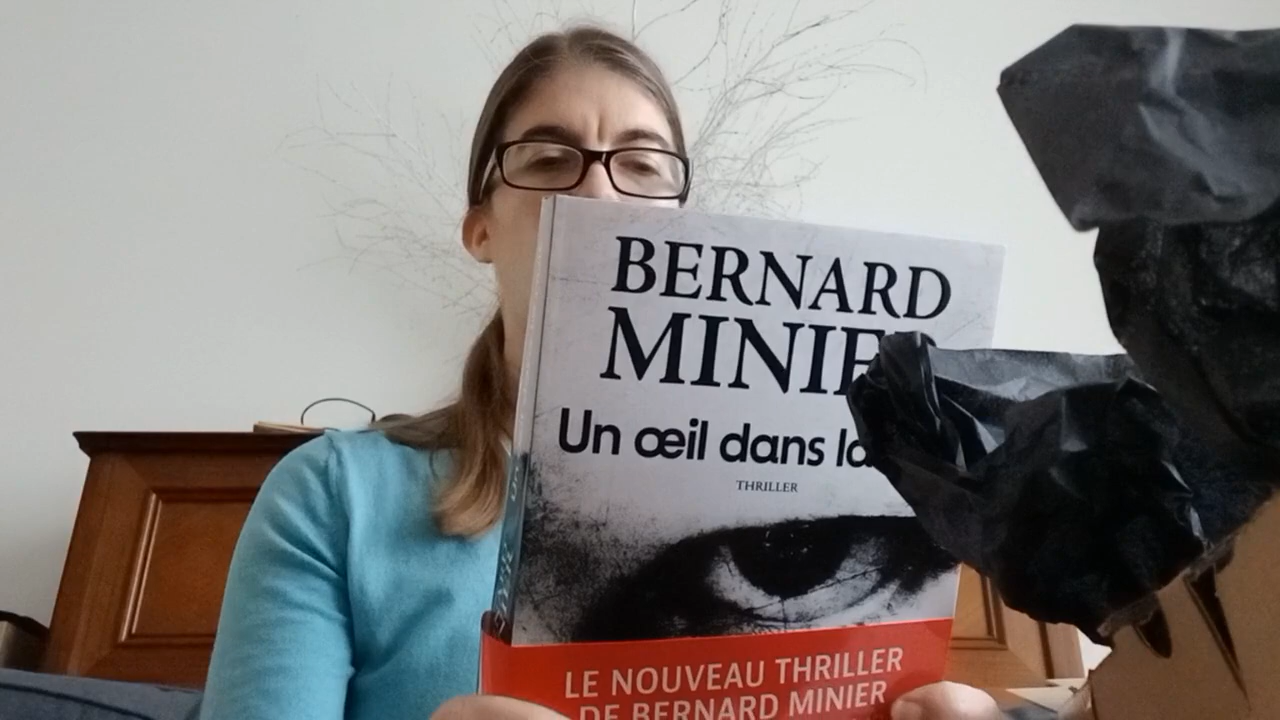 BERNARD
MINIE
Un œil dans la
THRILLER
LE NOUVEAU THRILLER
DE BERNARD MINIER